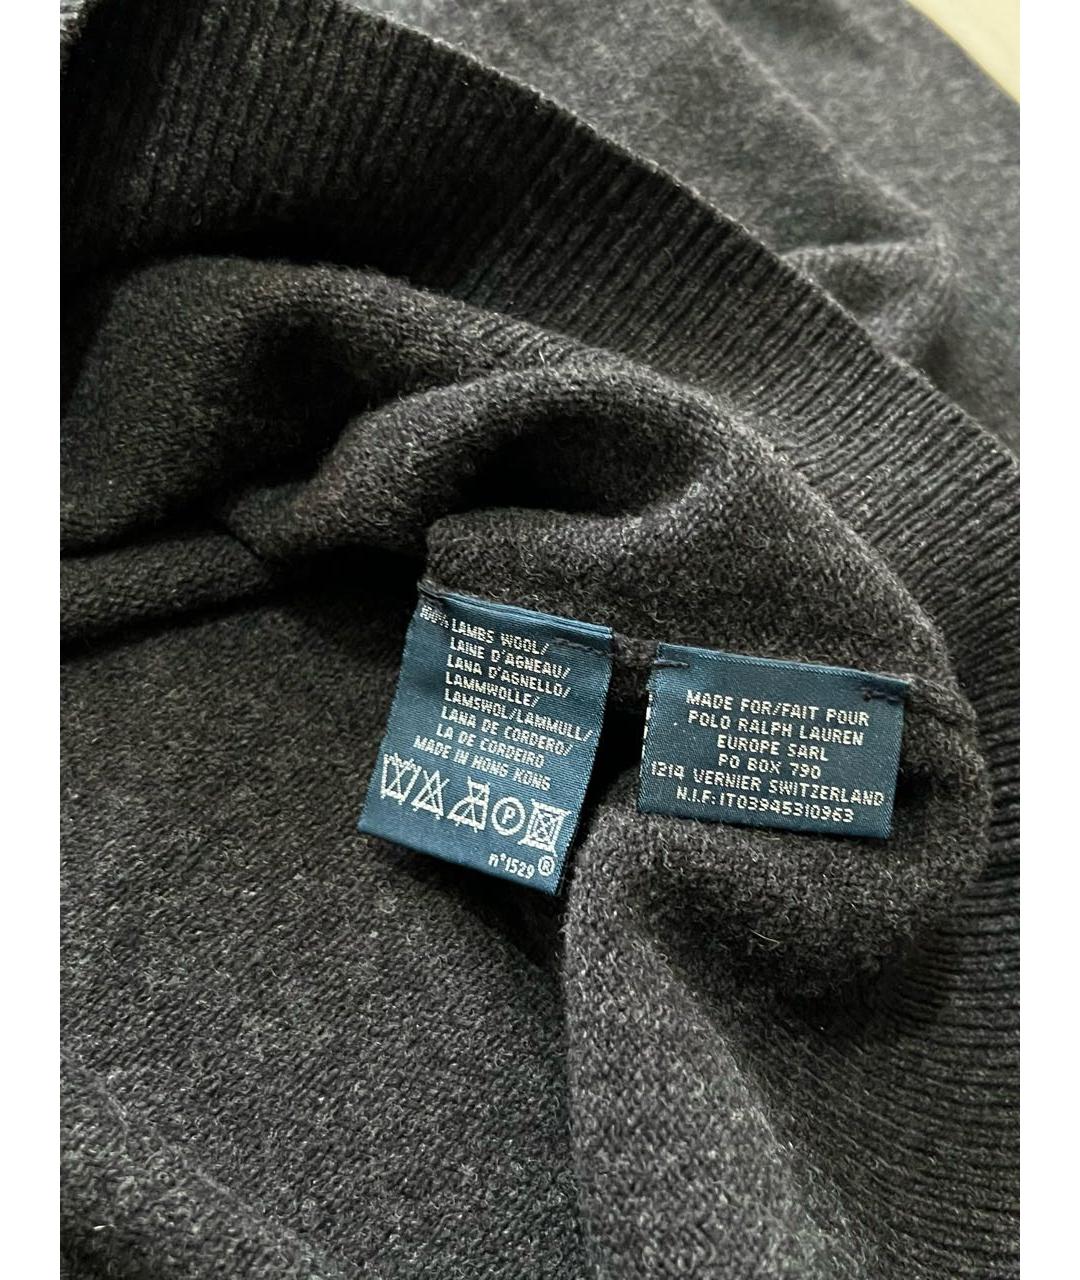 100% LAMBS WOOL/
LAINE D'AGNEAU/
LANA D'AGNELLO/
LAMMWOLLE/
LAMSWOL/LAMMULL/
LANA DE CORDERO/
LA DE CORDEIRO
MADE IN HONG KONG
P
n°1529 ®
MADE FOR/FAIT POUR
POLO RALPH LAUREN
EUROPE SARL
PO BOX 790
1214 VERNIER SWITZERLAND
N.I.F: IT03945310963